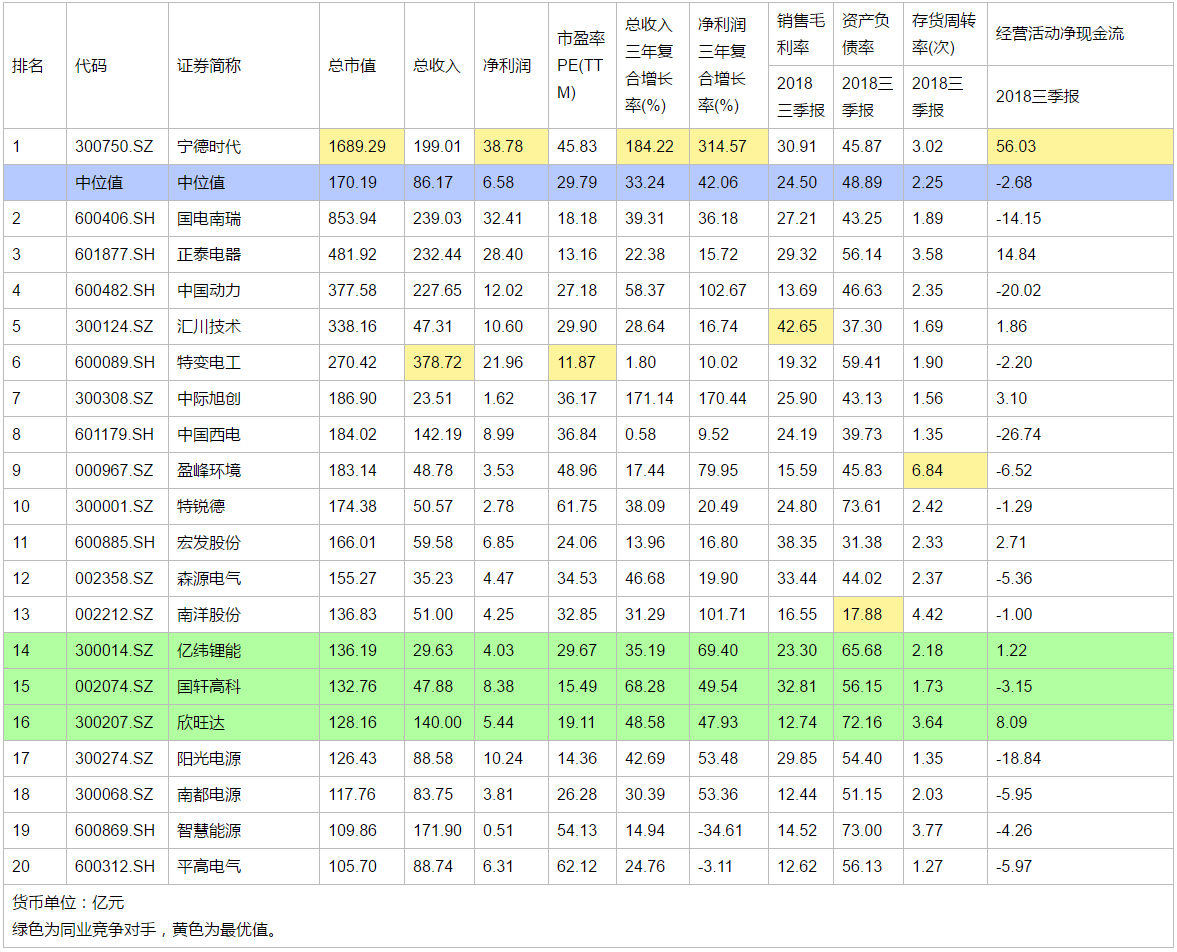 排名 代码 证券简称 总市值 总收入 净利润 市盈率PE(TTM) 总收入三年复合增长率(%) 净利润三年复合增长率(%) 销售毛利率 资产负债率 存货周转率(次) 经营活动净现金流
2018三季报 2018三季报 2018三季报 2018三季报
1 300750.SZ 宁德时代 1689.29 199.01 38.78 45.83 184.22 314.57 30.91 45.87 3.02 56.03
中位值 中位值 170.19 86.17 6.58 29.79 33.24 42.06 24.50 48.89 2.25 -2.68
2 600406.SH 国电南瑞 853.94 239.03 32.41 18.18 39.31 36.18 27.21 43.25 1.89 -14.15
3 601877.SH 正泰电器 481.92 232.44 28.40 13.16 22.38 15.72 29.32 56.14 3.58 14.84
4 600482.SH 中国动力 377.58 227.65 12.02 27.18 58.37 102.67 13.69 46.63 2.35 -20.02
5 300124.SZ 汇川技术 338.16 47.31 10.60 29.90 28.64 16.74 42.65 37.30 1.69 1.86
6 600089.SH 特变电工 270.42 378.72 21.96 11.87 1.80 10.02 19.32 59.41 1.90 -2.20
7 300308.SZ 中际旭创 186.90 23.51 1.62 36.17 171.14 170.44 25.90 43.13 1.56 3.10
8 601179.SH 中国西电 184.02 142.19 8.99 36.84 0.58 9.52 24.19 39.73 1.35 -26.74
9 000967.SZ 盈峰环境 183.14 48.78 3.53 48.96 17.44 79.95 15.59 45.83 6.84 -6.52
10 300001.SZ 特锐德 174.38 50.57 2.78 61.75 38.09 20.49 24.80 73.61 2.42 -1.29
11 600885.SH 宏发股份 166.01 59.58 6.85 24.06 13.96 16.80 38.35 31.38 2.33 2.71
12 002358.SZ 森源电气 155.27 35.23 4.47 34.53 46.68 19.90 33.44 44.02 2.37 -5.36
13 002212.SZ 南洋股份 136.83 51.00 4.25 32.85 31.29 101.71 16.55 17.88 4.42 -1.00
14 300014.SZ 亿纬锂能 136.19 29.63 4.03 29.67 35.19 69.40 23.30 65.68 2.18 1.22
15 002074.SZ 国轩高科 132.76 47.88 8.38 15.49 68.28 49.54 32.81 56.15 1.73 -3.15
16 300207.SZ 欣旺达 128.16 140.00 5.44 19.11 48.58 47.93 12.74 72.16 3.64 8.09
17 300274.SZ 阳光电源 126.43 88.58 10.24 14.36 42.69 53.48 29.85 54.40 1.35 -18.84
18 300068.SZ 南都电源 117.76 83.75 3.81 26.28 30.39 53.36 12.44 51.15 2.03 -5.95
19 600869.SH 智慧能源 109.86 171.90 0.51 54.13 14.94 -34.61 14.52 73.00 3.77 -4.26
20 600312.SH 平高电气 105.70 88.74 6.31 62.12 24.76 -3.11 12.62 56.13 1.27 -5.97
货币单位：亿元
绿色为同业竞争对手，黄色为最优值。